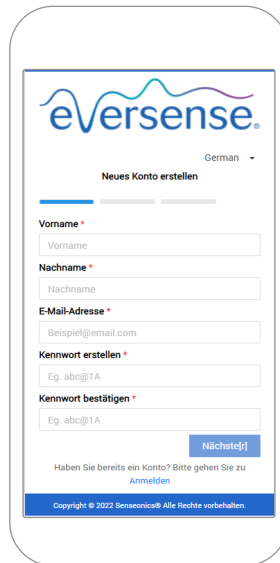 eversense®
German
Neues Konto erstellen
Vorname *
Vorname
Nachname *
Nachname
E-Mail-Adresse *
Beispiel@email.com
Kennwort erstellen *
Eg. abc@1A
Kennwort bestätigen *
Eg. abc@1A
Nächste[r]
Haben Sie bereits ein Konto? Bitte gehen Sie zu
Anmelden
Copyright © 2022 Senseonics® Alle Rechte vorbehalten.